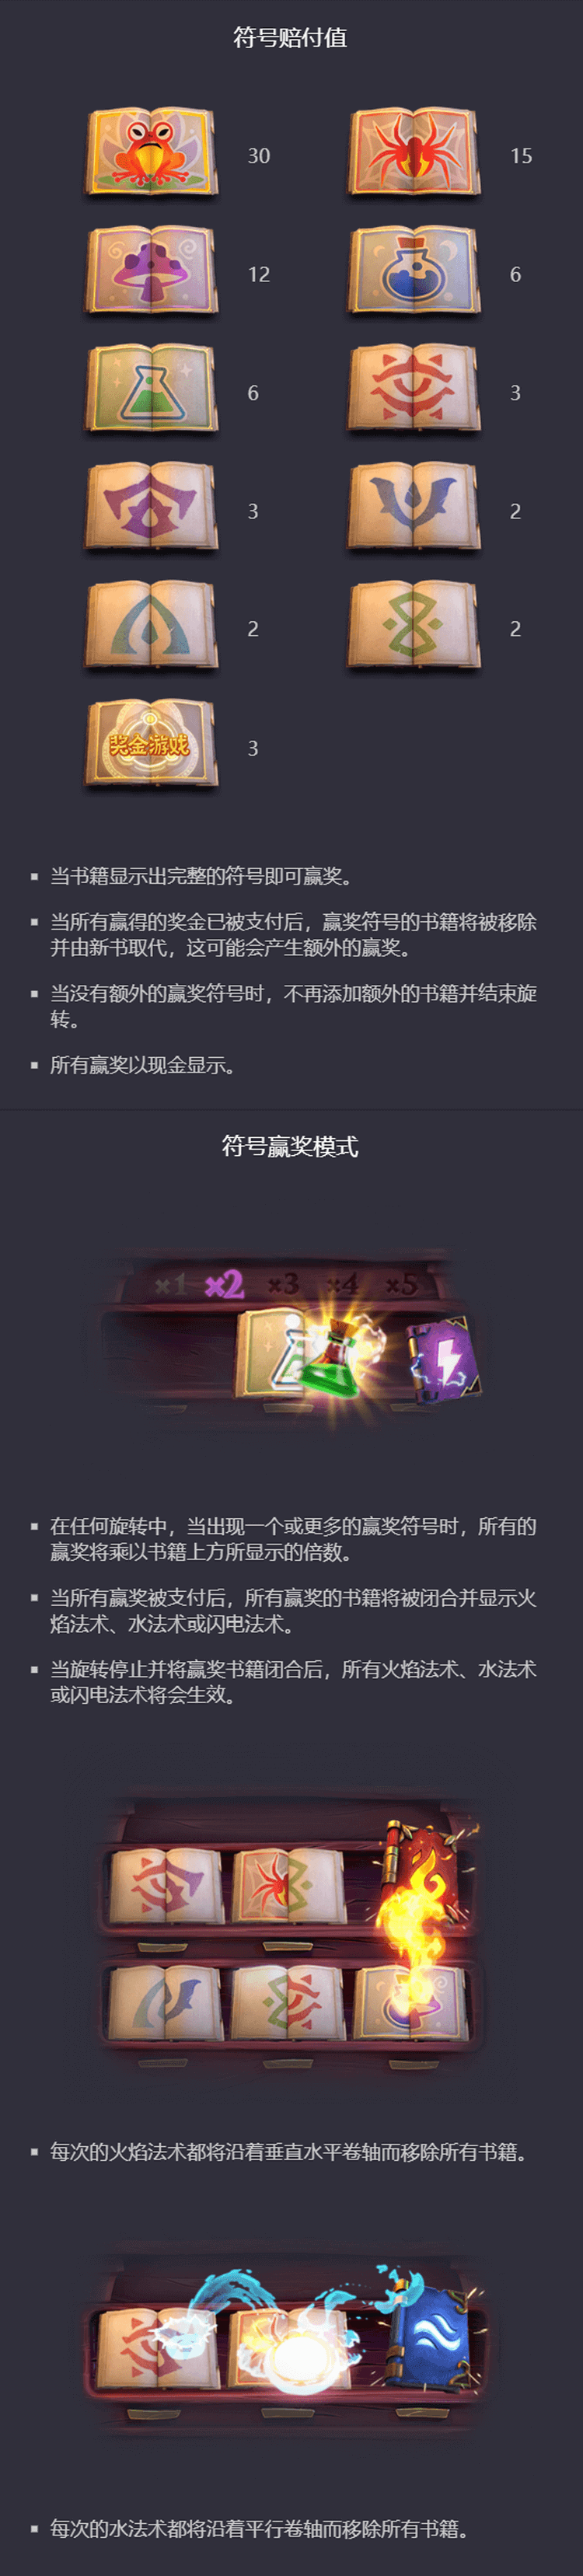 符号赔付值
30
15
12
6
6
3
3
2
2
2
奖金游戏
3
当书籍显示出完整的符号即可赢奖。
当所有赢得的奖金已被支付后，赢奖符号的书籍将被移除
并由新书取代，这可能会产生额外的赢奖。
当没有额外的赢奖符号时，不再添加额外的书籍并结束旋
转。
所有赢奖以现金显示。
符号赢奖模式
x1 x2 x3 x4 x5
在任何旋转中，当出现一个或更多的赢奖符号时，所有的
赢奖将乘以书籍上方所显示的倍数。
当所有赢奖被支付后，所有赢奖的书籍将被闭合并显示火
焰法术、水法术或闪电法术。
当旋转停止并将赢奖书籍闭合后，所有火焰法术、水法术
或闪电法术将会生效。
每次的火焰法术都将沿着垂直水平卷轴而移除所有书籍。
每次的水法术都将沿着平行卷轴而移除所有书籍。